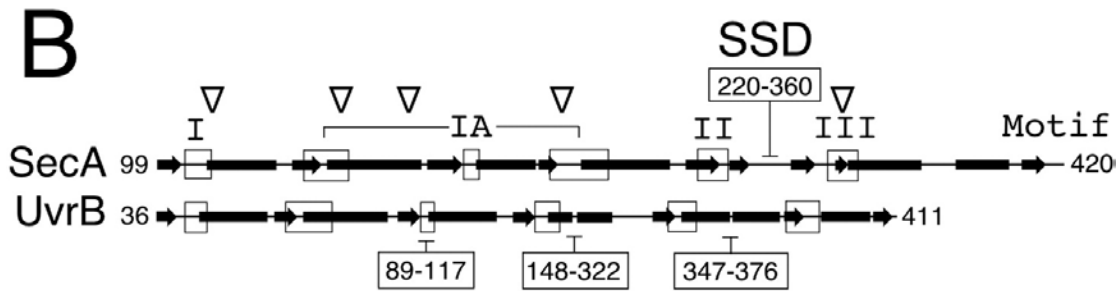 B
SSD
220-360
I IA II III Motif
SecA 99 420
UvrB 36 411
89-117 148-322 347-376